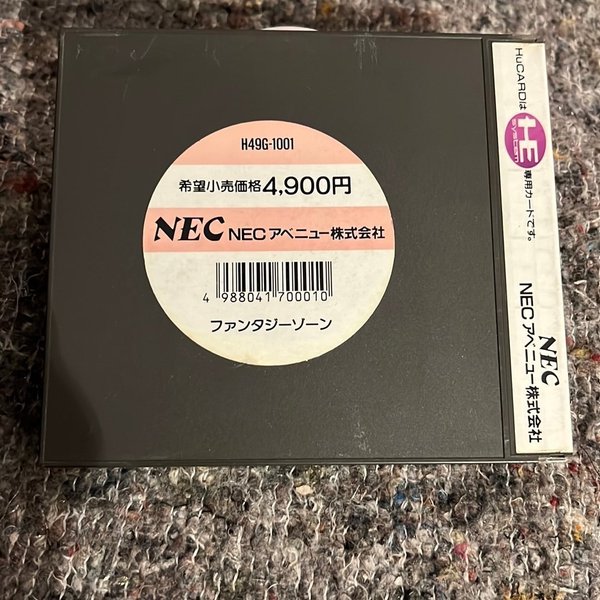 H49G-1001
希望小売価格4,900円
NEC NECアベニュー株式会社
4 988041 700010
ファンタジーゾーン
HuCARDは HE SYSTEM 専用カードです。
NEC
NECアベニュー株式会社